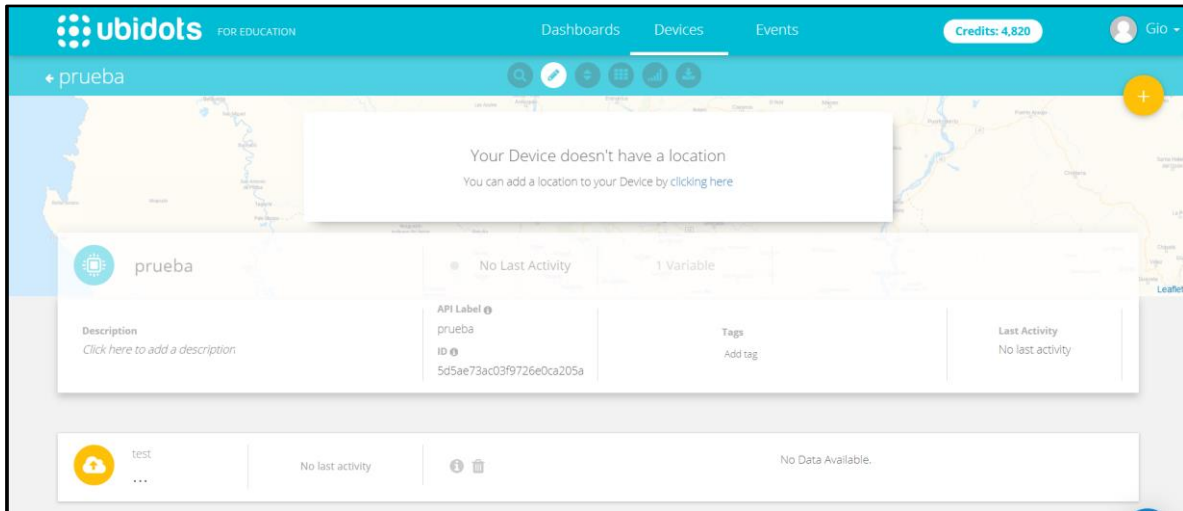 ubidots FOR EDUCATION
Dashboards Devices Events
Credits: 4,820
Gio
prueba
Your Device doesn't have a location
You can add a location to your Device by clicking here
Leaflet
prueba
No Last Activity
1 Variable
Description
Click here to add a description
API Label
prueba
ID
5d5ae73ac03f9726e0ca205a
Tags
Add tag
Last Activity
No last activity
test
...
No last activity
No Data Available.